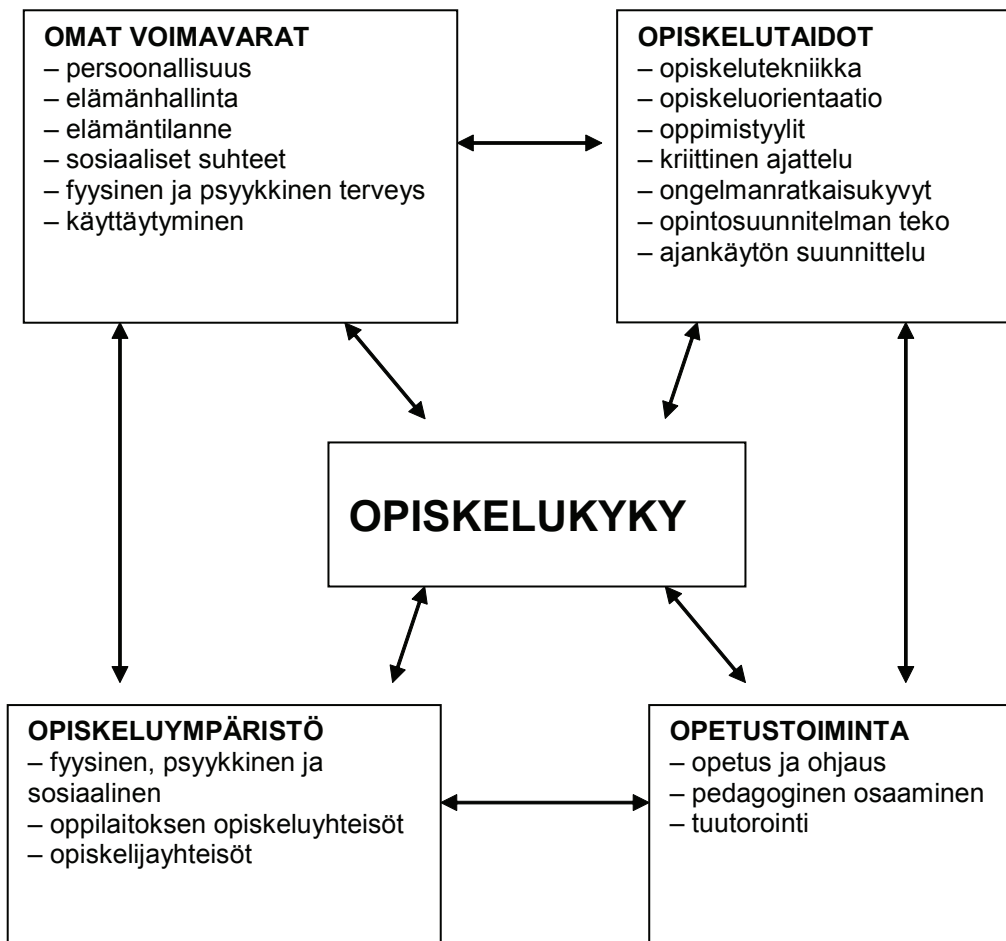 OMAT VOIMAVARAT
– persoonallisuus
– elämänhallinta
– elämäntilanne
– sosiaaliset suhteet
– fyysinen ja psyykkinen terveys
– käyttäytyminen
OPISKELUTAIDOT
– opiskelutekniikka
– opiskeluorientaatio
– oppimistyylit
– kriittinen ajattelu
– ongelmanratkaisukyvyt
– opintosuunnitelman teko
– ajankäytön suunnittelu
OPISKELUKYKY
OPISKELUYMPÄRISTÖ
– fyysinen, psyykkinen ja
sosiaalinen
– oppilaitoksen opiskeluyhteisöt
– opiskelijayhteisöt
OPETUSTOIMINTA
– opetus ja ohjaus
– pedagoginen osaaminen
– tuutorointi